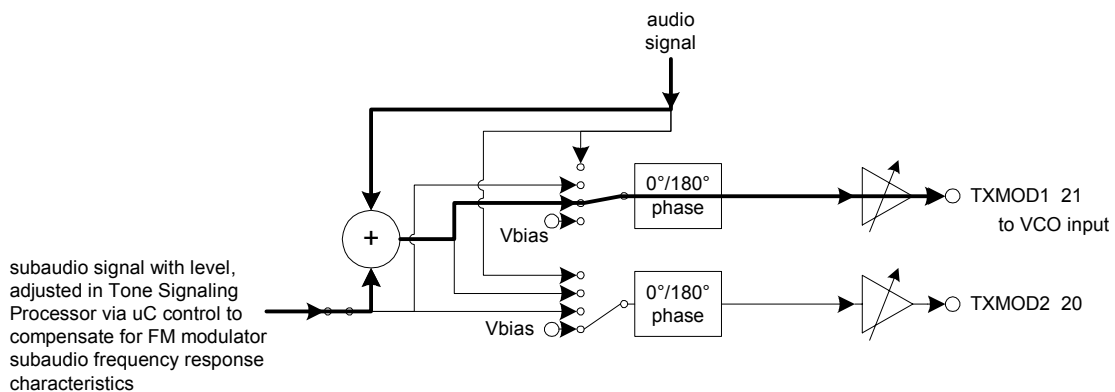 audio
signal
0°/180°
phase
TXMOD1 21
to VCO input
Vbias
+
subaudio signal with level,
adjusted in Tone Signaling
Processor via uC control to
compensate for FM modulator
subaudio frequency response
characteristics
0°/180°
phase
TXMOD2 20
Vbias